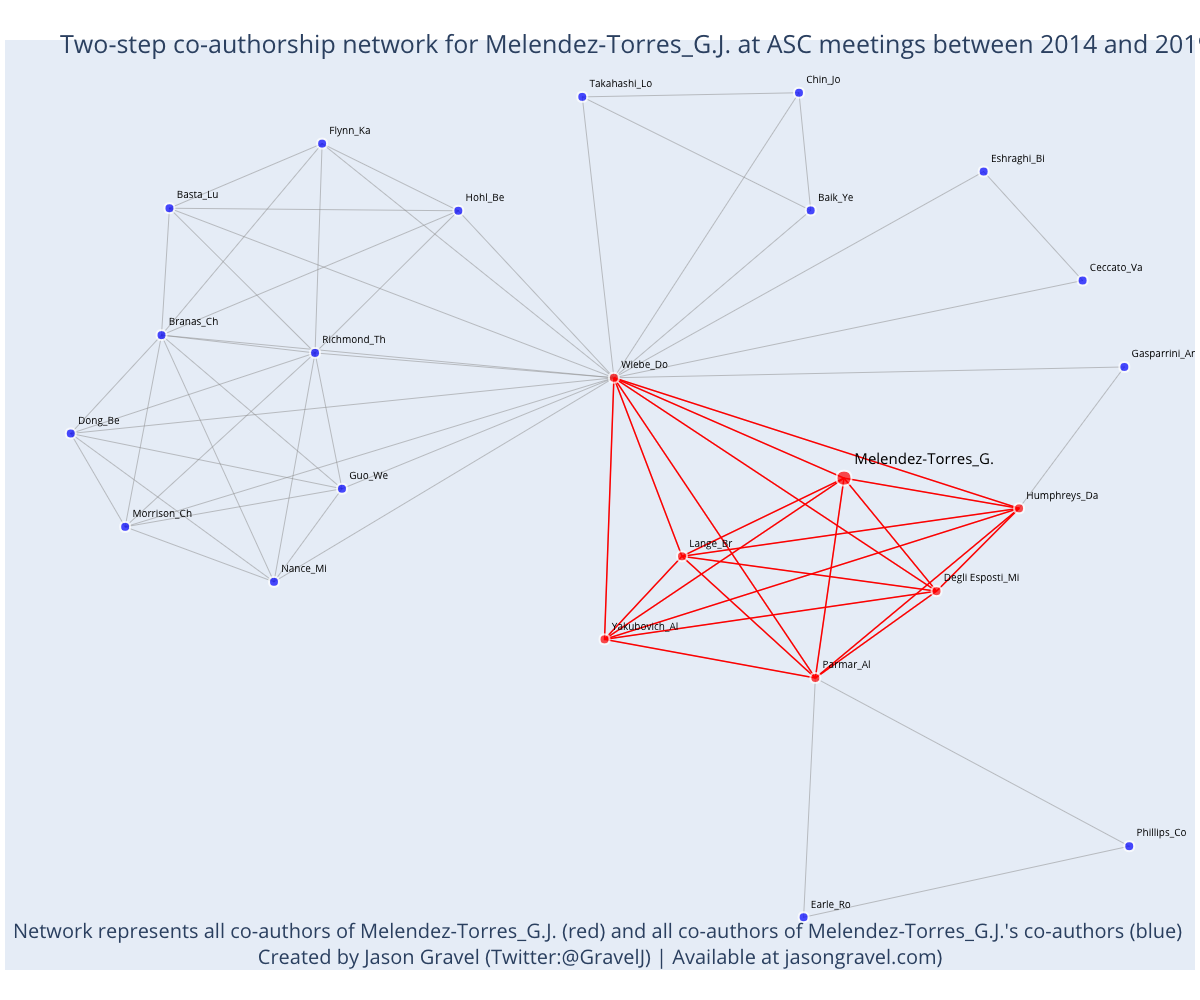 Two-step co-authorship network for Melendez-Torres_G.J. at ASC meetings between 2014 and 2019
Takahashi_Lo
Chin_Jo
Flynn_Ka
Eshraghi_Bi
Basta_Lu
Hohl_Be
Baik_Ye
Ceccato_Va
Branas_Ch
Richmond_Th
Gasparrini_An
Wiebe_Do
Dong_Be
Melendez-Torres_G.
Guo_We
Humphreys_Da
Morrison_Ch
Lange_Br
Nance_Mi
Degli Esposti_Mi
Yakubovich_Al
Parmar_Al
Phillips_Co
Earle_Ro
Network represents all co-authors of Melendez-Torres_G.J. (red) and all co-authors of Melendez-Torres_G.J.'s co-authors (blue)
Created by Jason Gravel (Twitter:@GravelJ) | Available at jasongravel.com)